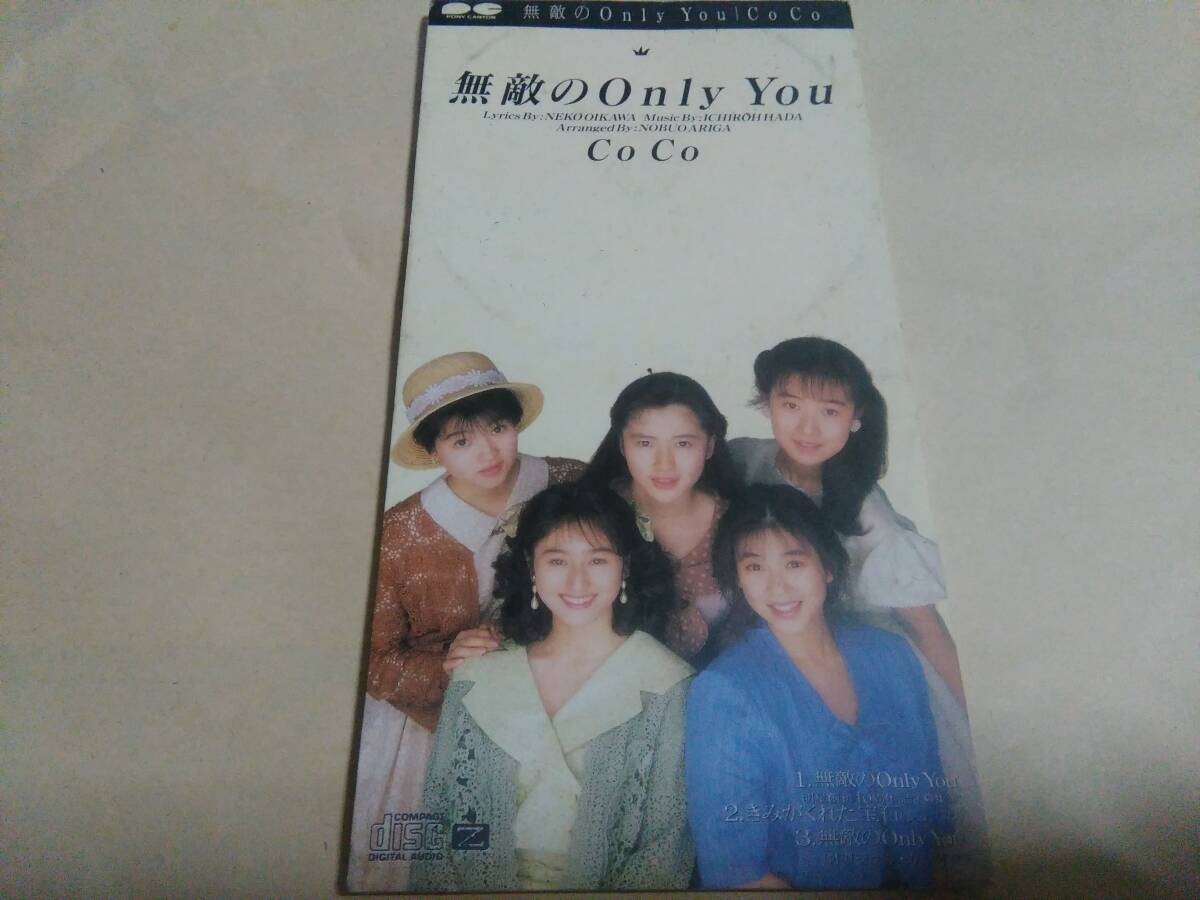 PONY CANYON
無敵のOnly You | CoCo
無敵のOnly You
Lyrics By:NEKO OIKAWA Music By:ICHIRŌH HADA
Arranged By:NOBUO ARIGA
CoCo
1.無敵のOnly You
2.きみがくれた宝石
3.無敵のOnly You
COMPACT
disc
DIGITAL AUDIO
Z